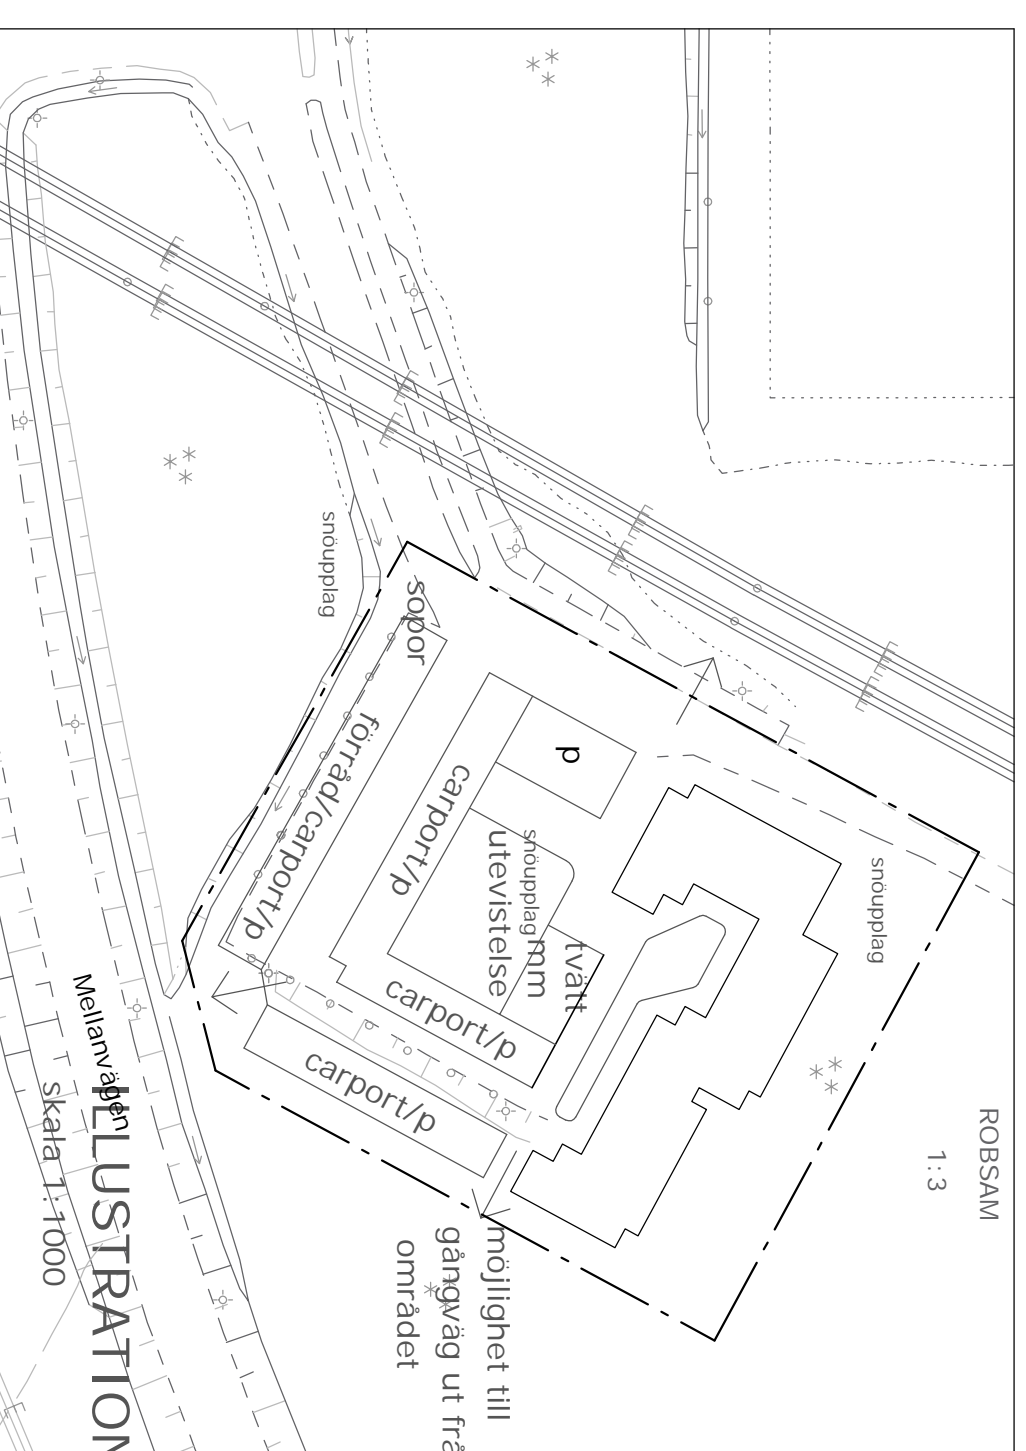 ROBSAM
1:3
snöupplag
snöupplag
sopor
p
carport/p
förråd/carport/p
snöupplag
utevistelse
tvätt
mm
carport/p
carport/p
möjlighet till
gångväg ut frå
området
Mellanvägen
ILLUSTRATION
skala 1:1000